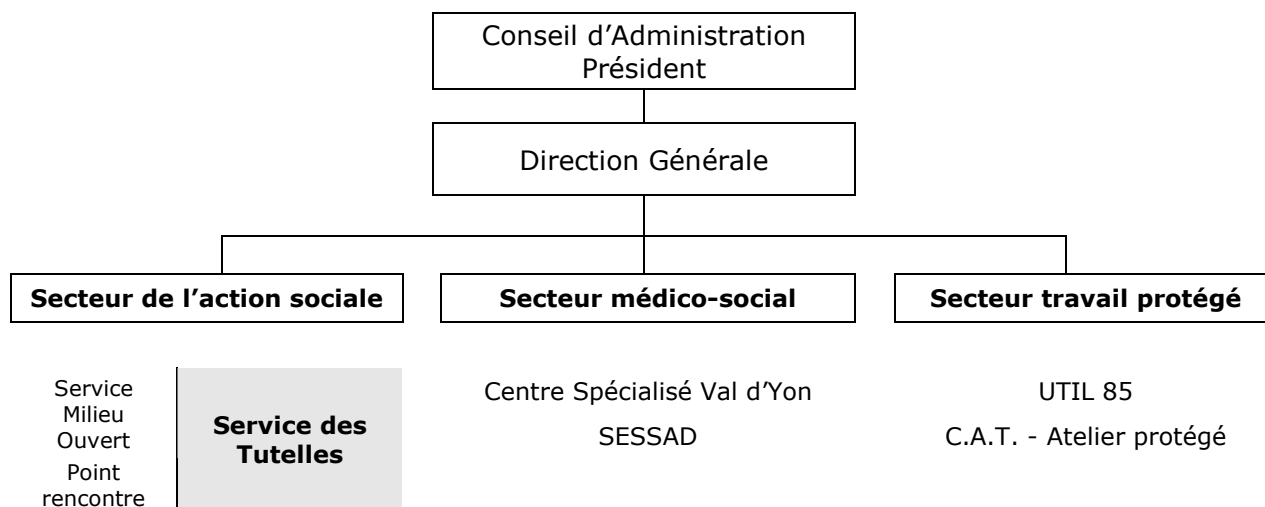 Conseil d’Administration
Président
Direction Générale
Secteur de l’action sociale
Secteur médico-social
Secteur travail protégé
Service
Milieu
Ouvert
Point
rencontre
Service des
Tutelles
Centre Spécialisé Val d’Yon
SESSAD
UTIL 85
C.A.T. - Atelier protégé